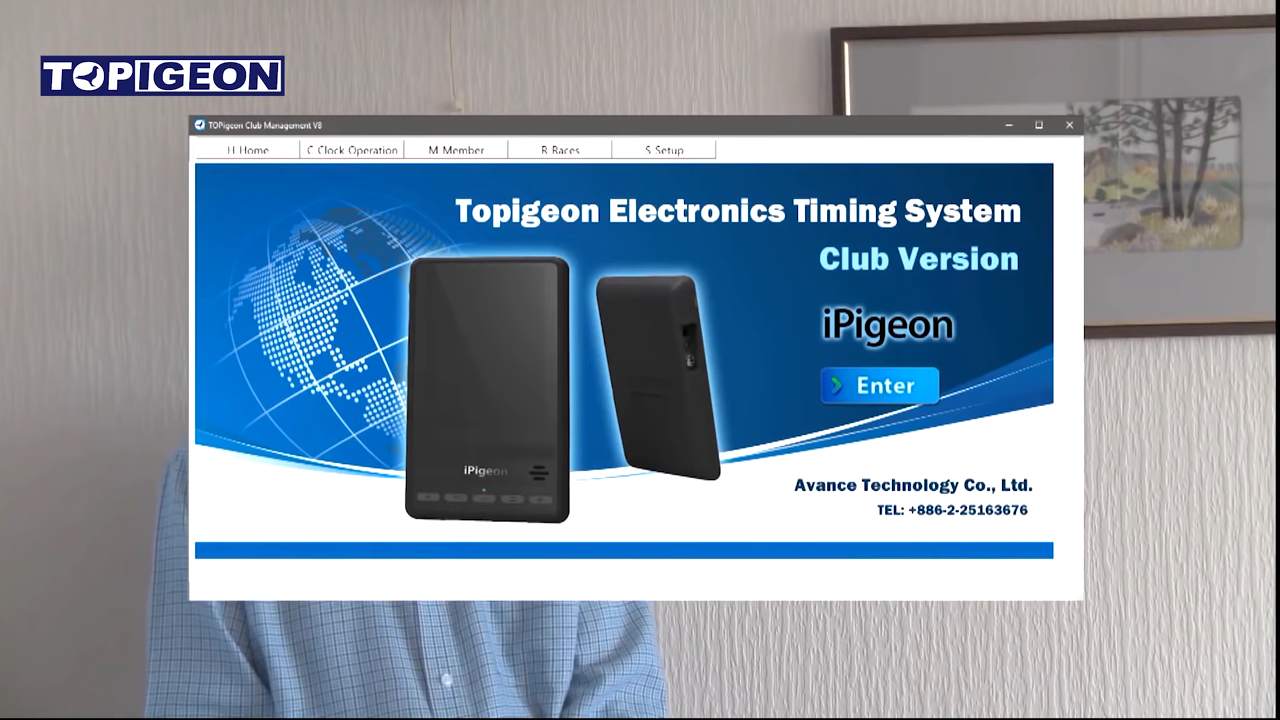 TOPIGEON
TOPigeon Club Management V8
H Home
C Clock Operation
M Member
R Races
S Setup
Topigeon Electronics Timing System
Club Version
iPigeon
Enter
iPigeon
Avance Technology Co., Ltd.
TEL: +886-2-25163676